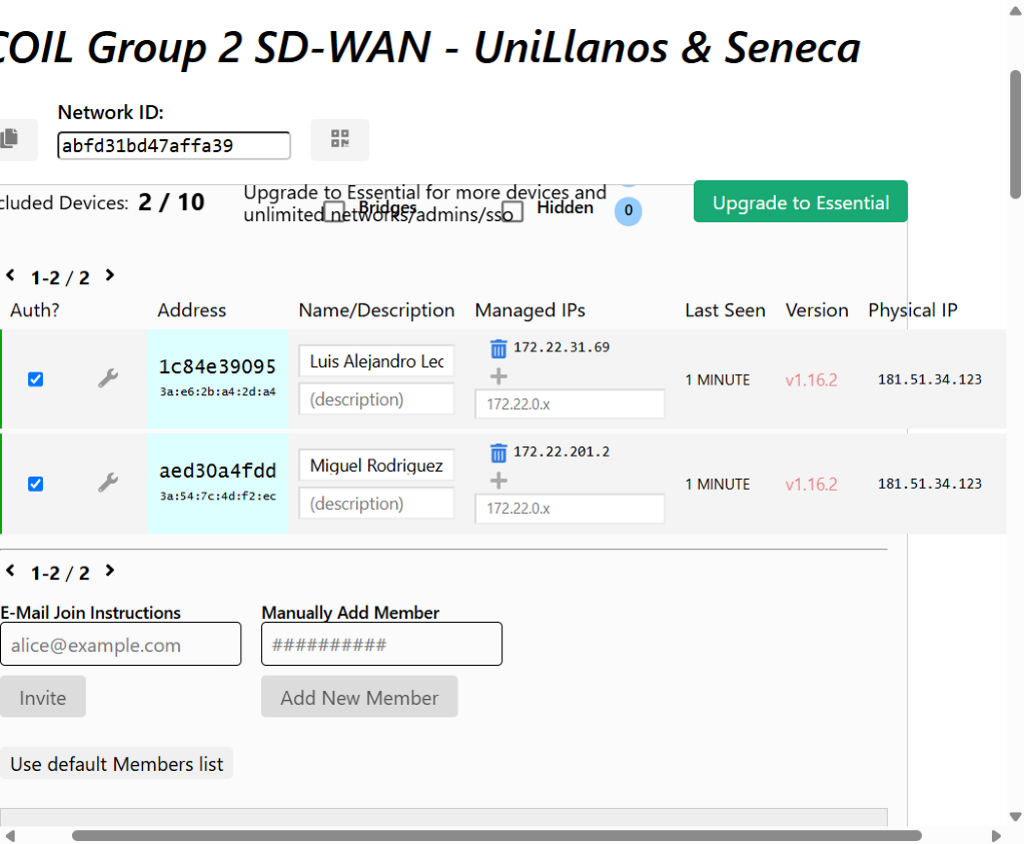 COIL Group 2 SD-WAN - UniLlanos & Seneca
Network ID:
abfd31bd47affa39
cluded Devices: 2 / 10
Upgrade to Essential for more devices and
unlimited networks/admins/sso
Bridges
Hidden
0
Upgrade to Essential
1-2 / 2
Auth? Address Name/Description Managed IPs Last Seen Version Physical IP
1c84e39095
3a:e6:2b:a4:2d:a4
Luis Alejandro Lec
(description)
172.22.31.69
172.22.0.x
1 MINUTE
v1.16.2
181.51.34.123
aed30a4fdd
3a:54:7c:4d:f2:ec
Miguel Rodriguez
(description)
172.22.201.2
172.22.0.x
1 MINUTE
v1.16.2
181.51.34.123
1-2 / 2
E-Mail Join Instructions
alice@example.com
Invite
Manually Add Member
##########
Add New Member
Use default Members list